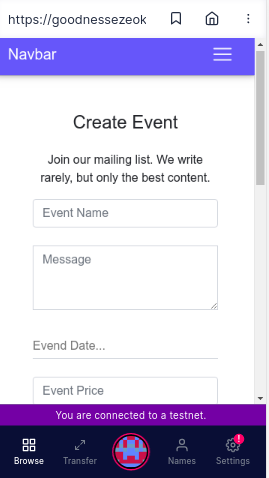 https://goodnessezeok
Navbar
Create Event
Join our mailing list. We write
rarely, but only the best content.
Event Name
Message
Evend Date...
Event Price
You are connected to a testnet.
Browse
Transfer
Names
!
Settings